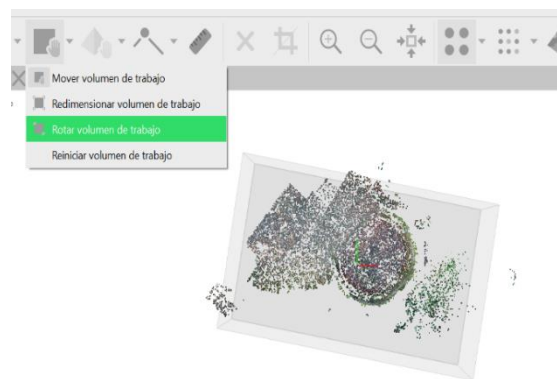 Mover volumen de trabajo
Redimensionar volumen de trabajo
Rotar volumen de trabajo
Reiniciar volumen de trabajo